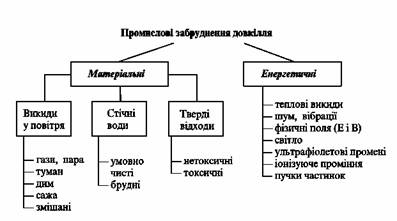 Промислові забруднення довкілля
Матеріальні
Енергетичні
Викиди
у повітря
Стічні
води
Тверді
відходи
гази, пара
туман
дим
сажа
змішані
умовно
чисті
брудні
нетоксичні
токсичні
теплові викиди
шум, вібрації
фізичні поля (Е і В)
світло
ультрафіолетові промені
іонізуюче проміння
пучки частинок